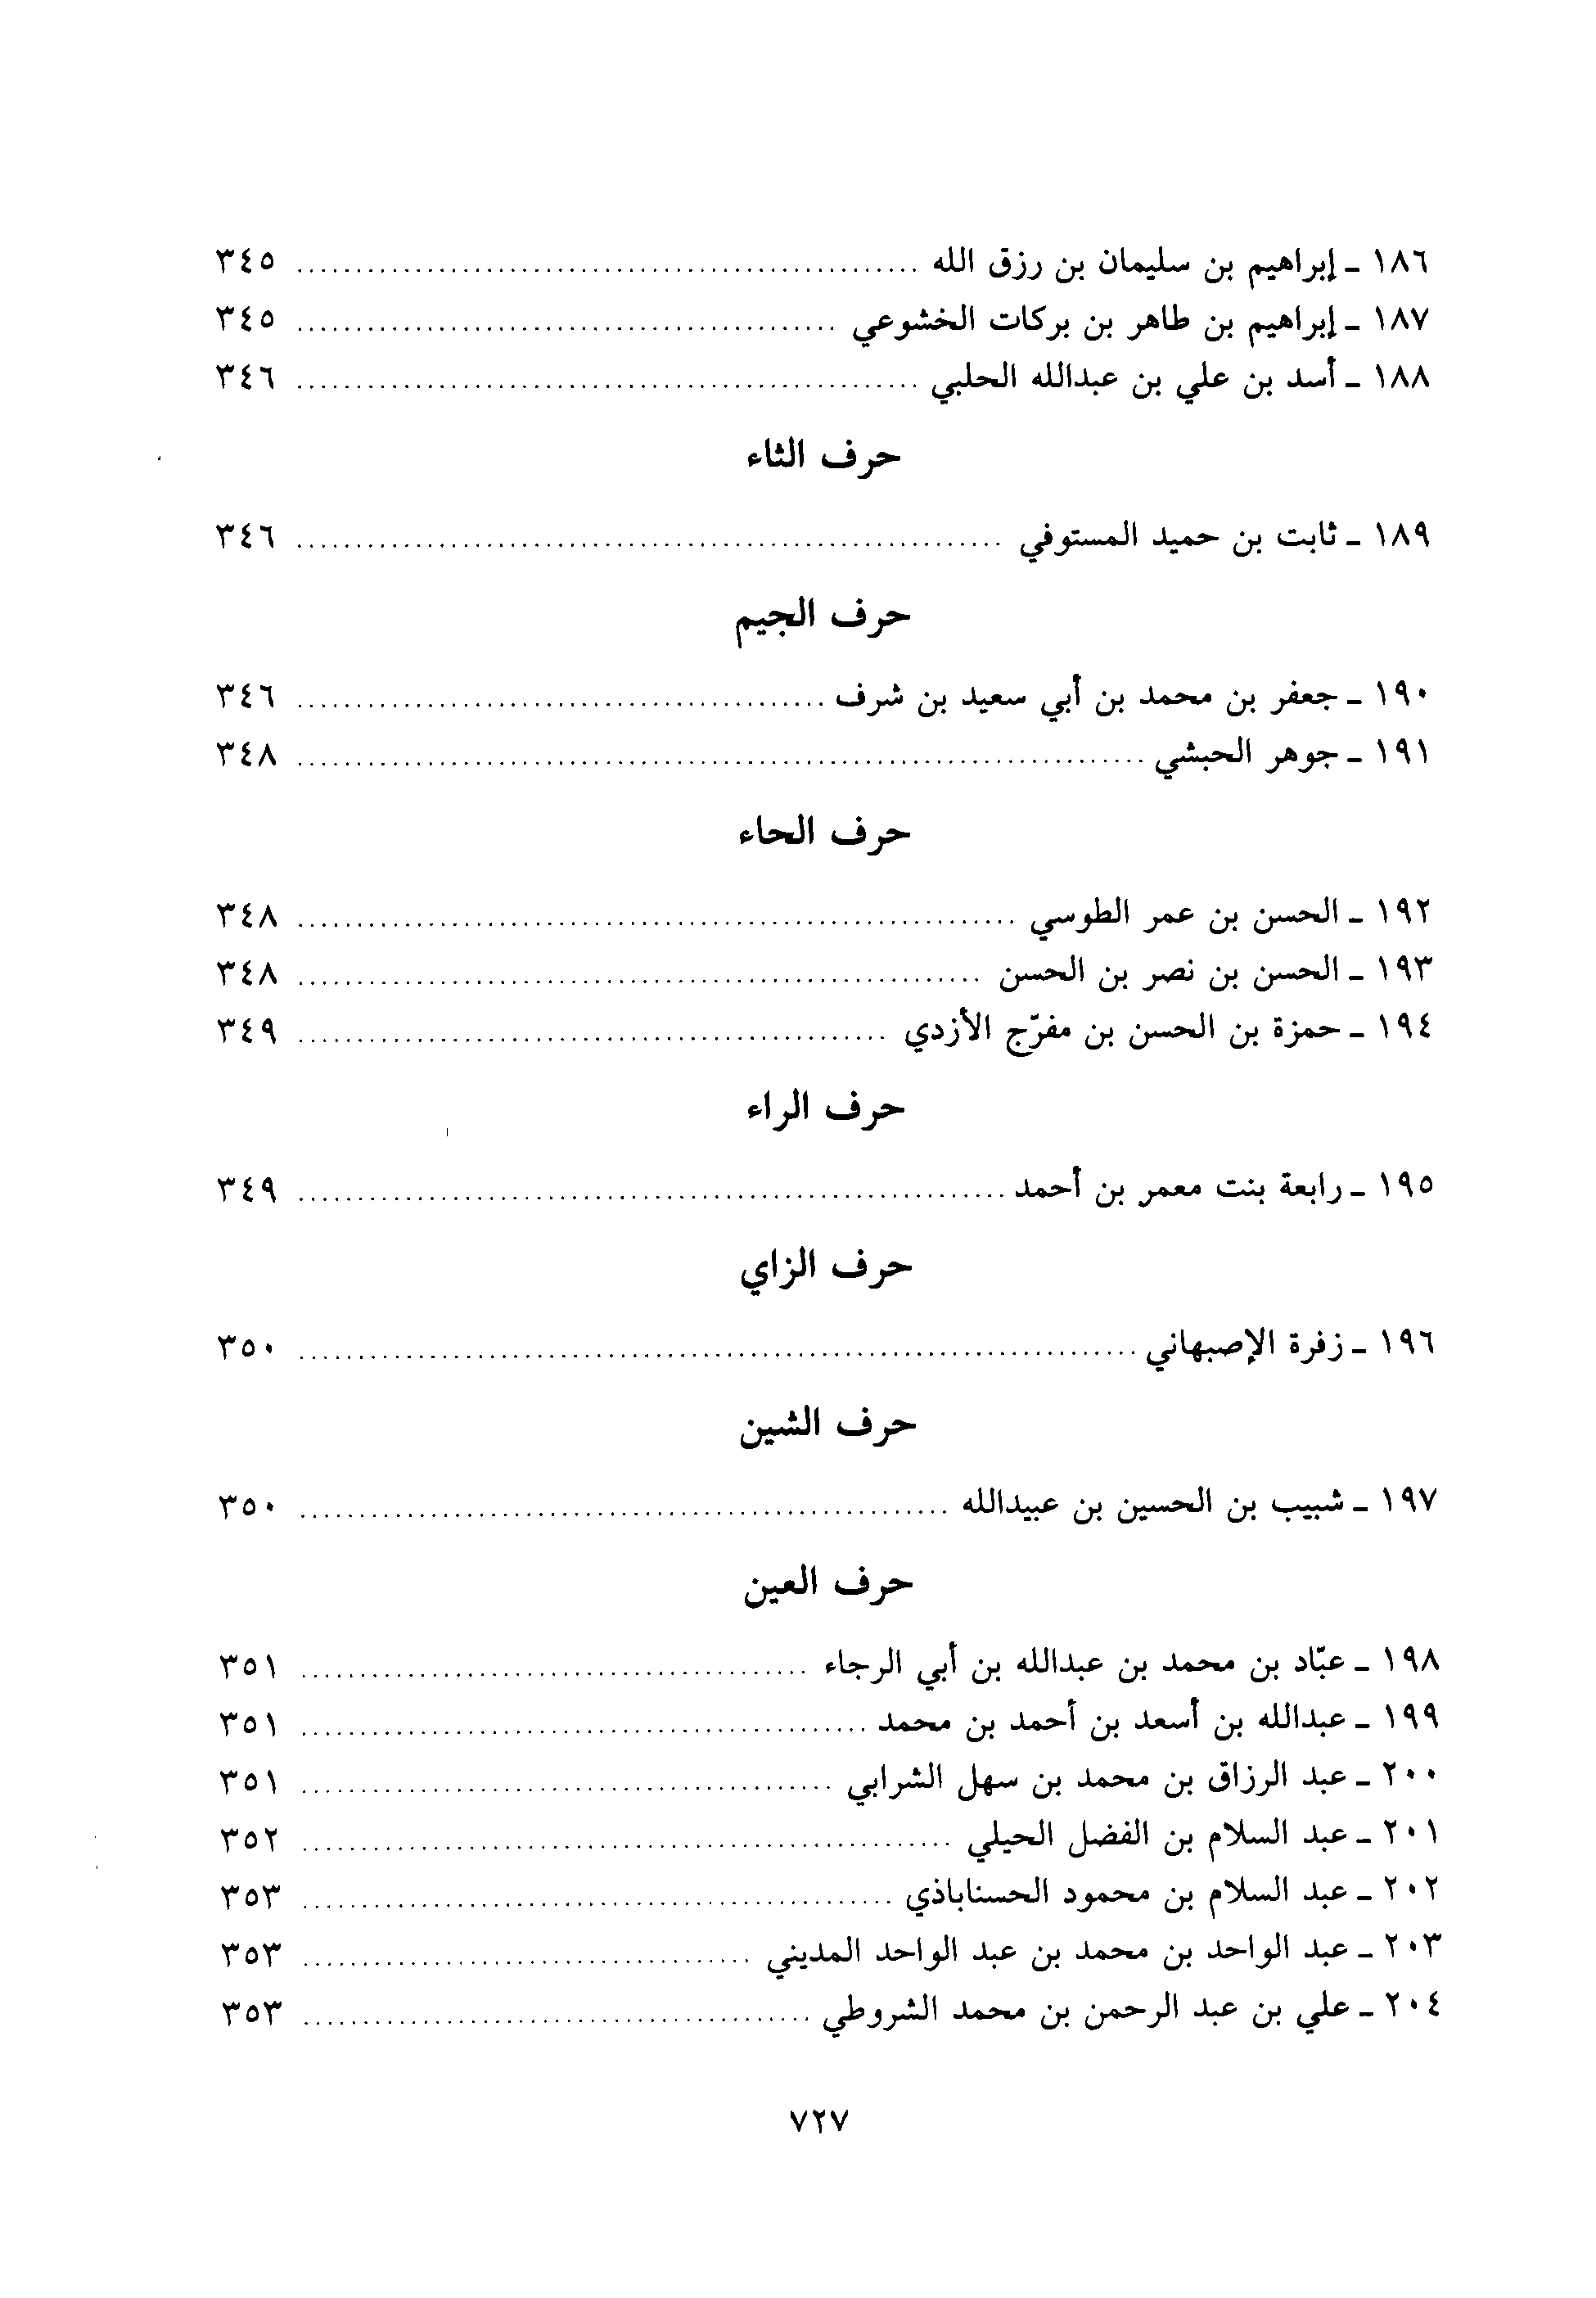 ١٨٦ ـ إبراهيم بن سليمان بن رزق الله ........ ٣٤٥
١٨٧ ـ إبراهيم بن طاهر بن بركات الخشوعي ........ ٣٤٥
١٨٨ ـ أسد بن علي بن عبدالله الحلبي ........ ٣٤٦
حرف الثاء
١٨٩ ـ ثابت بن حميد المستوفي ........ ٣٤٦
حرف الجيم
١٩٠ ـ جعفر بن محمد بن أبي سعيد بن شرف ........ ٣٤٦
١٩١ ـ جوهر الحبشي ........ ٣٤٨
حرف الحاء
١٩٢ ـ الحسن بن عمر الطوسي ........ ٣٤٨
١٩٣ ـ الحسن بن نصر بن الحسن ........ ٣٤٨
١٩٤ ـ حمزة بن الحسن بن مفرّج الأزدي ........ ٣٤٩
حرف الراء
١٩٥ ـ رابعة بنت معمر بن أحمد ........ ٣٤٩
حرف الزاي
١٩٦ ـ زفرة الإصبهاني ........ ٣٥٠
حرف الشين
١٩٧ ـ شبيب بن الحسين بن عبيدالله ........ ٣٥٠
حرف العين
١٩٨ ـ عبّاد بن محمد بن عبدالله بن أبي الرجاء ........ ٣٥١
١٩٩ ـ عبدالله بن أسعد بن أحمد بن محمد ........ ٣٥١
٢٠٠ ـ عبد الرزاق بن محمد بن سهل الشرابي ........ ٣٥١
٢٠١ ـ عبد السلام بن الفضل الحيلي ........ ٣٥٢
٢٠٢ ـ عبد السلام بن محمود الحسناباذي ........ ٣٥٣
٢٠٣ ـ عبد الواحد بن محمد بن عبد الواحد المديني ........ ٣٥٣
٢٠٤ ـ علي بن عبد الرحمن بن محمد الشروطي ........ ٣٥٣
٧٢٧